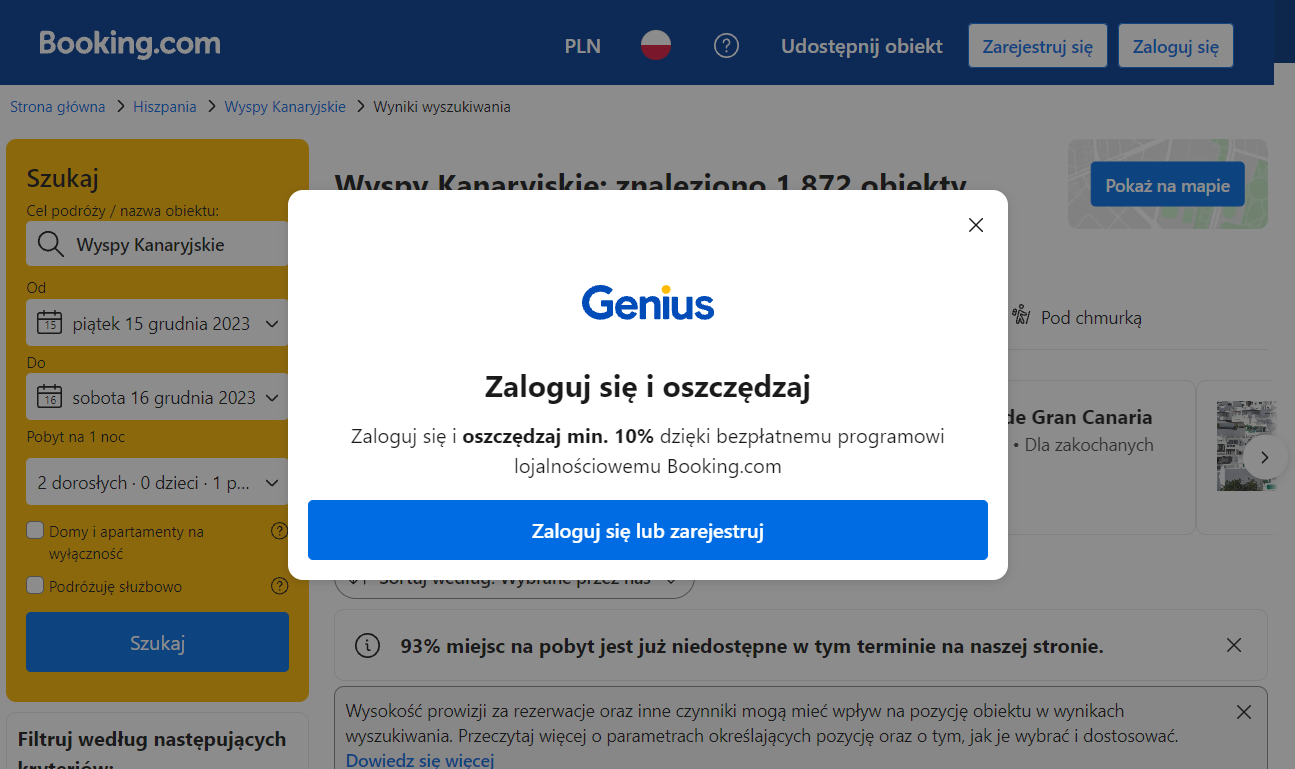 Booking.com
PLN
Udostępnij obiekt
Zarejestruj się
Zaloguj się
Strona główna
Hiszpania
Wyspy Kanaryjskie
Wyniki wyszukiwania
Szukaj
Cel podróży / nazwa obiektu:
Wyspy Kanaryjskie
Od
15
piątek 15 grudnia 2023
Do
16
sobota 16 grudnia 2023
Pobyt na 1 noc
2 dorosłych · 0 dzieci · 1 p...
Domy i apartamenty na
wyłączność
Podróżuję służbowo
Szukaj
Filtruj według następujących
kryteriów:
Wyspy Kanaryjskie: znaleziono 1 872 obiekty
Pokaż na mapie
Pod chmurką
de Gran Canaria
• Dla zakochanych
Genius
Zaloguj się i oszczędzaj
Zaloguj się i oszczędzaj min. 10% dzięki bezpłatnemu programowi
lojalnościowemu Booking.com
Zaloguj się lub zarejestruj
Sortuj według: Wybrane przez nas
93% miejsc na pobyt jest już niedostępne w tym terminie na naszej stronie.
Wysokość prowizji za rezerwacje oraz inne czynniki mogą mieć wpływ na pozycję obiektu w wynikach
wyszukiwania. Przeczytaj więcej o parametrach określających pozycję oraz o tym, jak je wybrać i dostosować.
Dowiedz się więcej